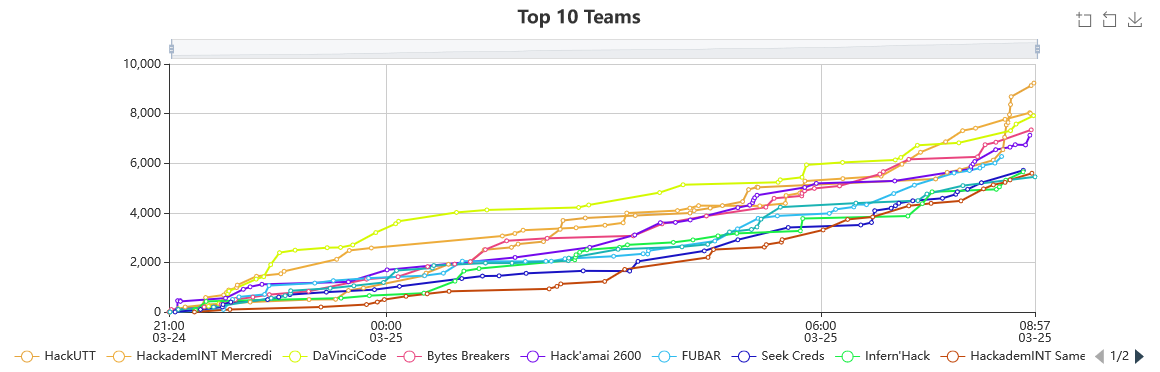 Top 10 Teams
10,000
8,000
6,000
4,000
2,000
0
21:00
03-24
00:00
03-25
06:00
03-25
08:57
03-25
HackUTT
HackademINT Mercredi
DaVinciCode
Bytes Breakers
Hack'amai 2600
FUBAR
Seek Creds
Infern'Hack
HackademINT Same
1/2